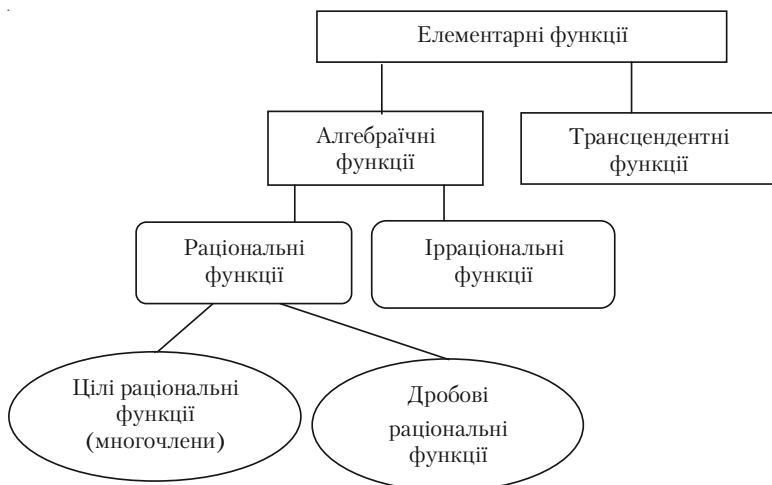 Елементарні функції
Алгебраїчні
функції
Трансцендентні
функції
Раціональні
функції
Ірраціональні
функції
Цілі раціональні
функції
(многочлени)
Дробові
раціональні
функції